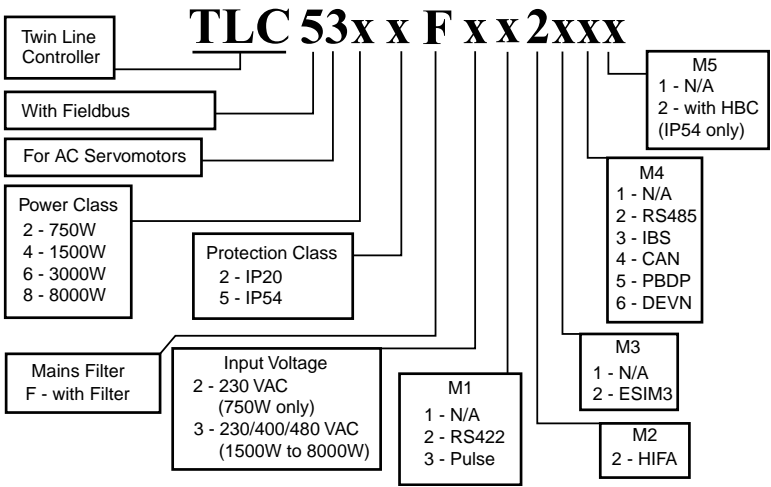 TLC 53x x F x x 2xxx
Twin Line
Controller
With Fieldbus
For AC Servomotors
Power Class
2 - 750W
4 - 1500W
6 - 3000W
8 - 8000W
Protection Class
2 - IP20
5 - IP54
Mains Filter
F - with Filter
Input Voltage
2 - 230 VAC
(750W only)
3 - 230/400/480 VAC
(1500W to 8000W)
M1
1 - N/A
2 - RS422
3 - Pulse
M2
2 - HIFA
M3
1 - N/A
2 - ESIM3
M4
1 - N/A
2 - RS485
3 - IBS
4 - CAN
5 - PBDP
6 - DEVN
M5
1 - N/A
2 - with HBC
(IP54 only)